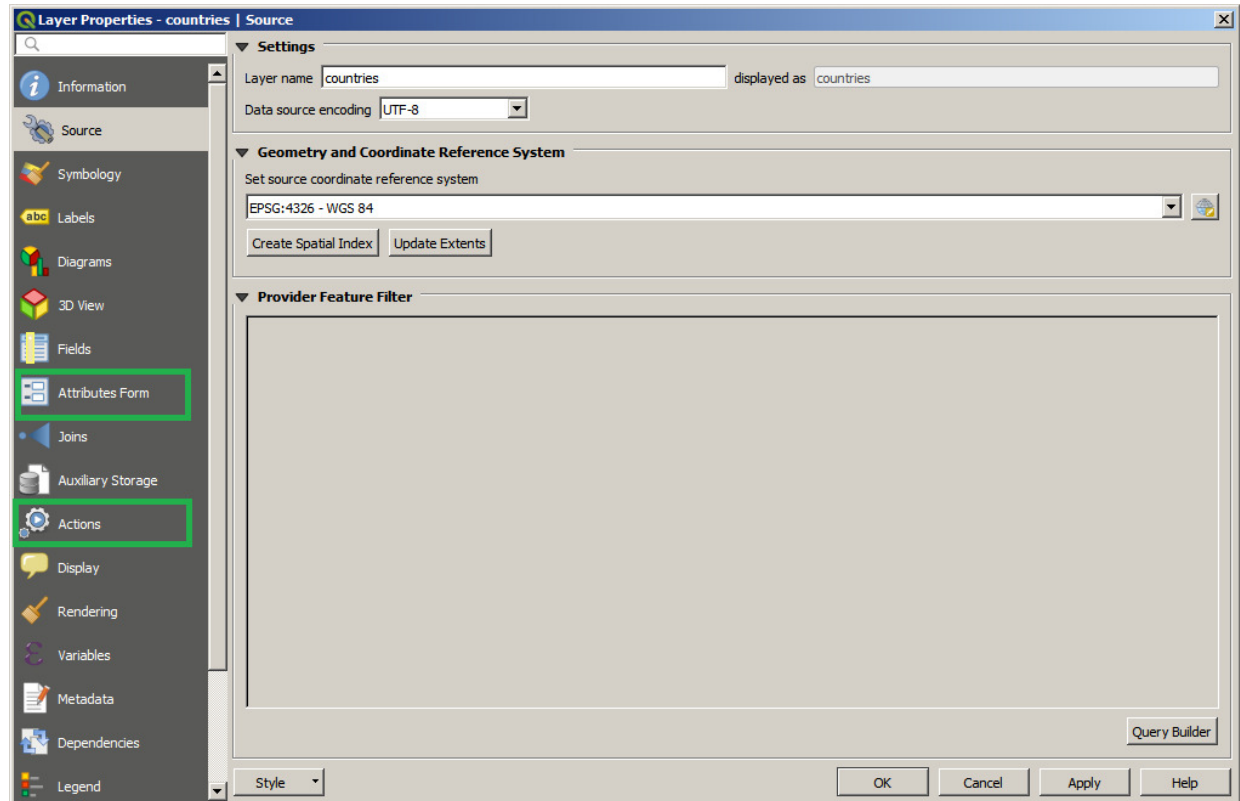 Layer Properties - countries | Source
Settings
Layer name countries displayed as countries
Data source encoding UTF-8
Geometry and Coordinate Reference System
Set source coordinate reference system
EPSG:4326 - WGS 84
Create Spatial Index Update Extents
Provider Feature Filter
Query Builder
Information
Source
Symbology
abc Labels
Diagrams
3D View
Fields
Attributes Form
Joins
Auxiliary Storage
Actions
Display
Rendering
Variables
Metadata
Dependencies
Legend
Style OK Cancel Apply Help